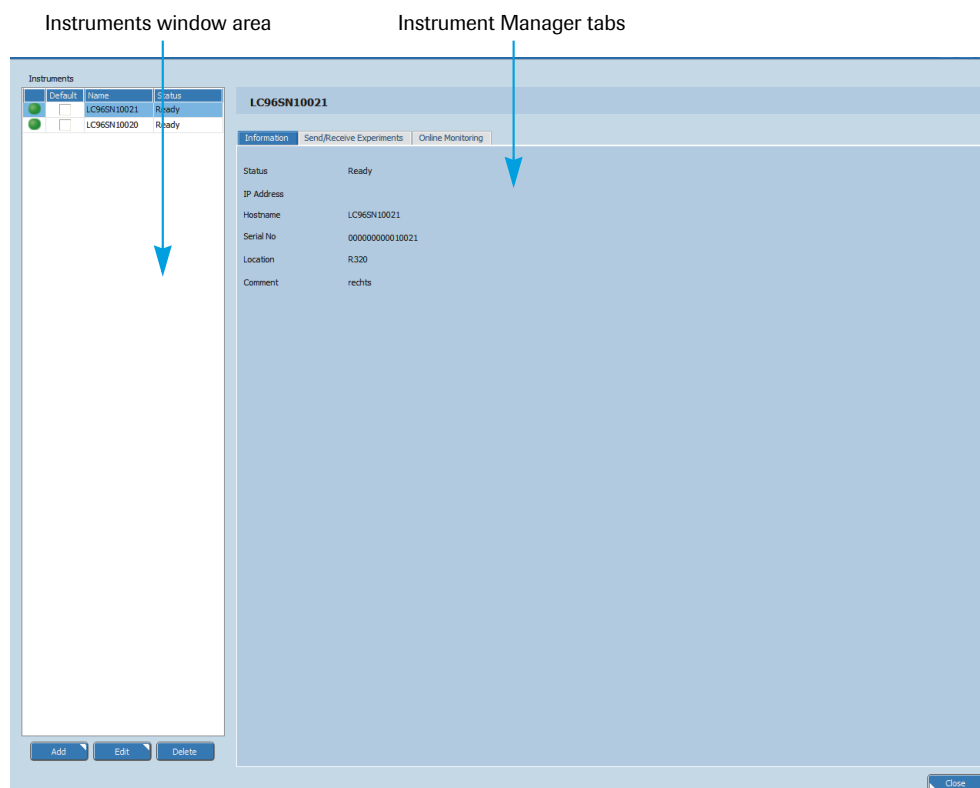 Instruments window area Instrument Manager tabs
Instruments
Default Name Status
LC96SN10021 Ready
LC96SN10020 Ready
LC96SN10021
Information Send/Receive Experiments Online Monitoring
Status Ready
IP Address
Hostname LC96SN10021
Serial No 000000000010021
Location R320
Comment rechts
Add Edit Delete
Close